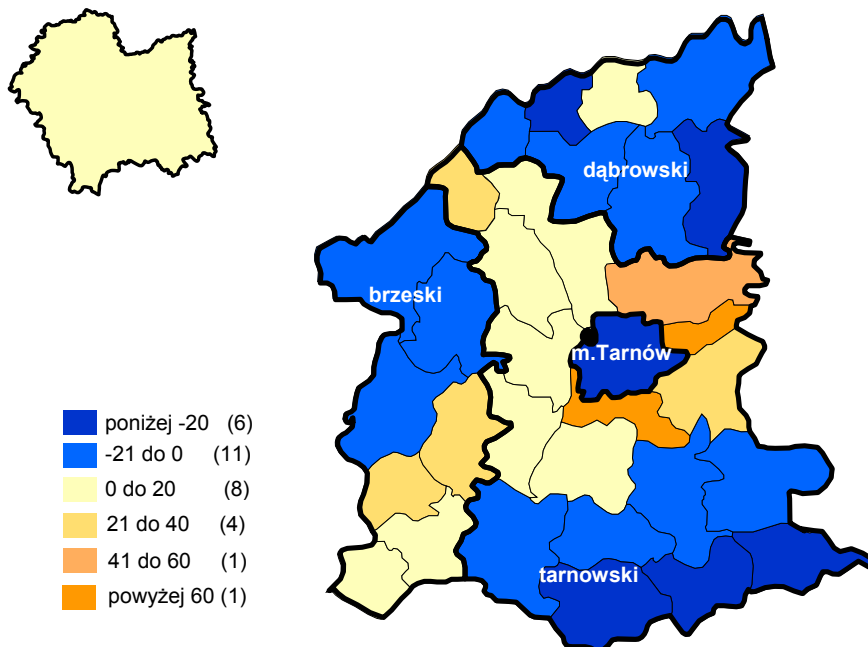 dąbrowski
brzeski
m.Tarnów
tarnowski
poniżej -20 (6)
-21 do 0 (11)
0 do 20 (8)
21 do 40 (4)
41 do 60 (1)
powyżej 60 (1)